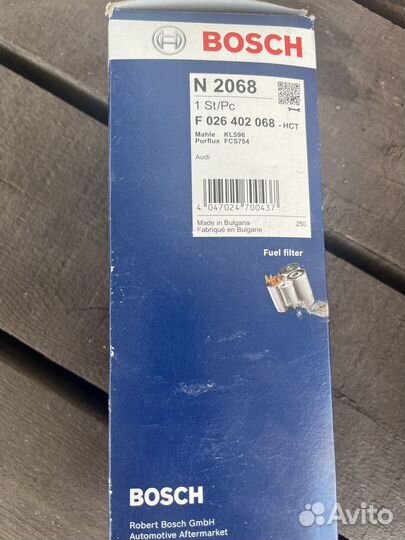 BOSCH
N 2068
1 St/Pc
F 026 402 068 - HCT
Mahle KL596
Purflux FCS754
Audi
4 047024 700437
Made in Bulgaria 250
Fabriqué en Bulgarie
Fuel filter
BOSCH
Robert Bosch GmbH
Automotive Aftermarket
Avito